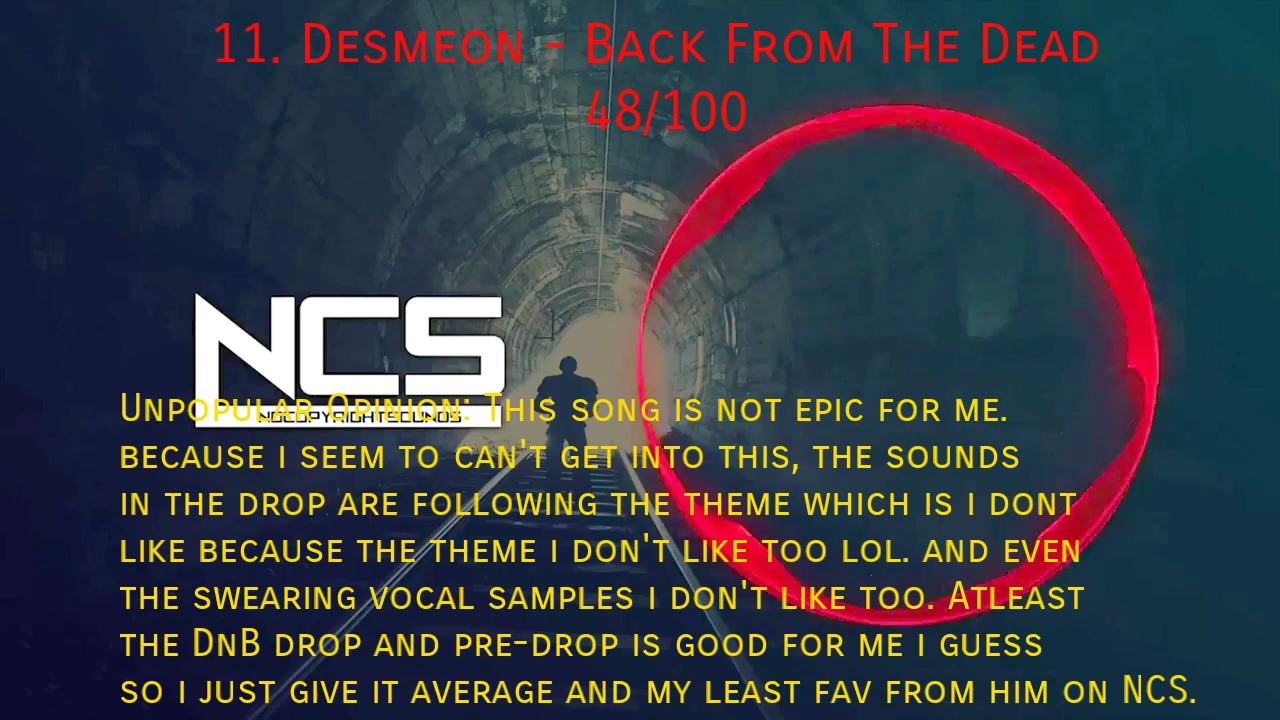 11. Desmeon - Back From The Dead
48/100
NCS
NOCOPYRIGHTSOUNDS
Unpopular Opinion: This song is not epic for me.
because i seem to can't get into this, the sounds
in the drop are following the theme which is i dont
like because the theme i don't like too lol. and even
the swearing vocal samples i don't like too. Atleast
the DnB drop and pre-drop is good for me i guess
so i just give it average and my least fav from him on NCS.